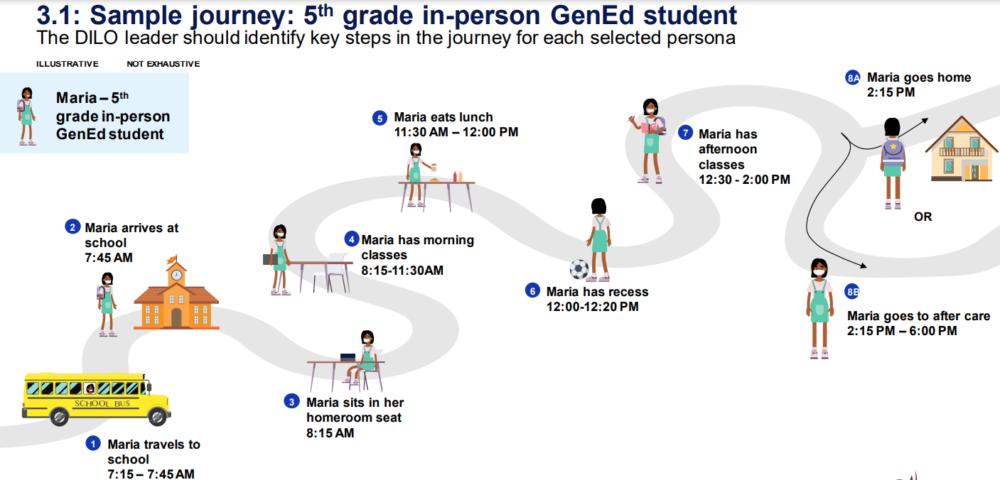 3.1: Sample journey: 5th grade in-person GenEd student
The DILO leader should identify key steps in the journey for each selected persona
ILLUSTRATIVE NOT EXHAUSTIVE
Maria – 5th
grade in-person
GenEd student
1 Maria travels to
school
7:15 – 7:45 AM
SCHOOL BUS
2 Maria arrives at
school
7:45 AM
3 Maria sits in her
homeroom seat
8:15 AM
4 Maria has morning
classes
8:15-11:30AM
5 Maria eats lunch
11:30 AM – 12:00 PM
6 Maria has recess
12:00-12:20 PM
7 Maria has
afternoon
classes
12:30 - 2:00 PM
8A Maria goes home
2:15 PM
OR
8B
Maria goes to after care
2:15 PM – 6:00 PM